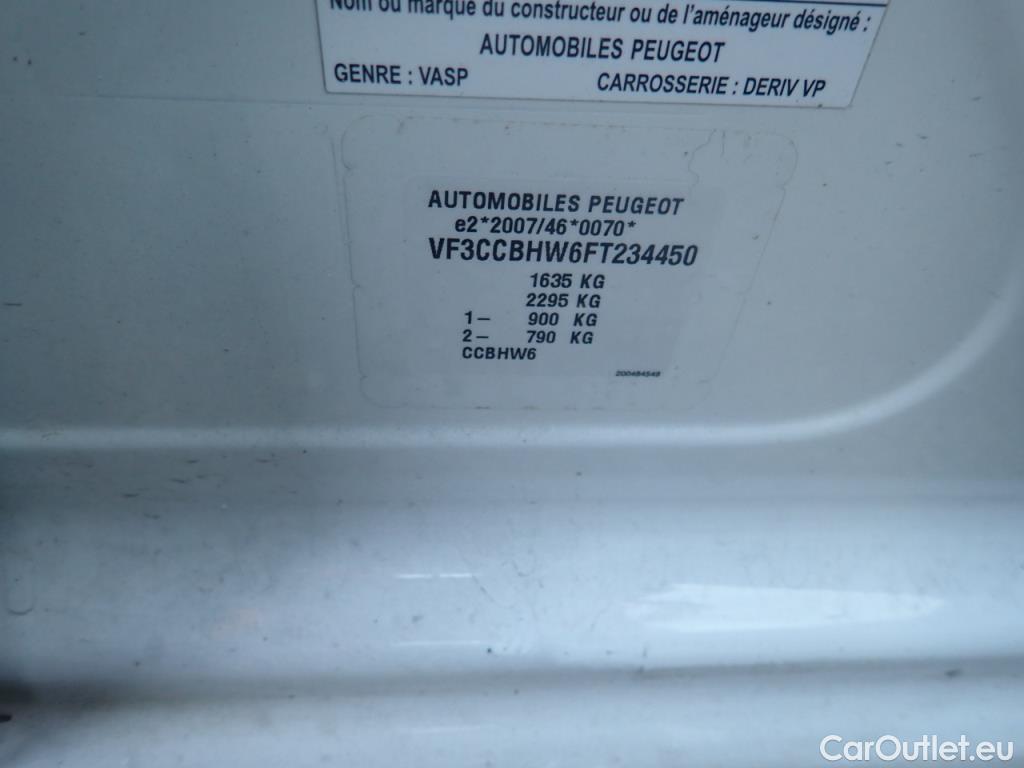 Nom ou marque du constructeur ou de l'aménageur désigné :
AUTOMOBILES PEUGEOT
GENRE : VASP CARROSSERIE : DERIV VP
AUTOMOBILES PEUGEOT
e2*2007/46*0070*
VF3CCBHW6FT234450
1635 KG
2295 KG
1- 900 KG
2- 790 KG
CCBHW6
200484549
CarOutlet.eu